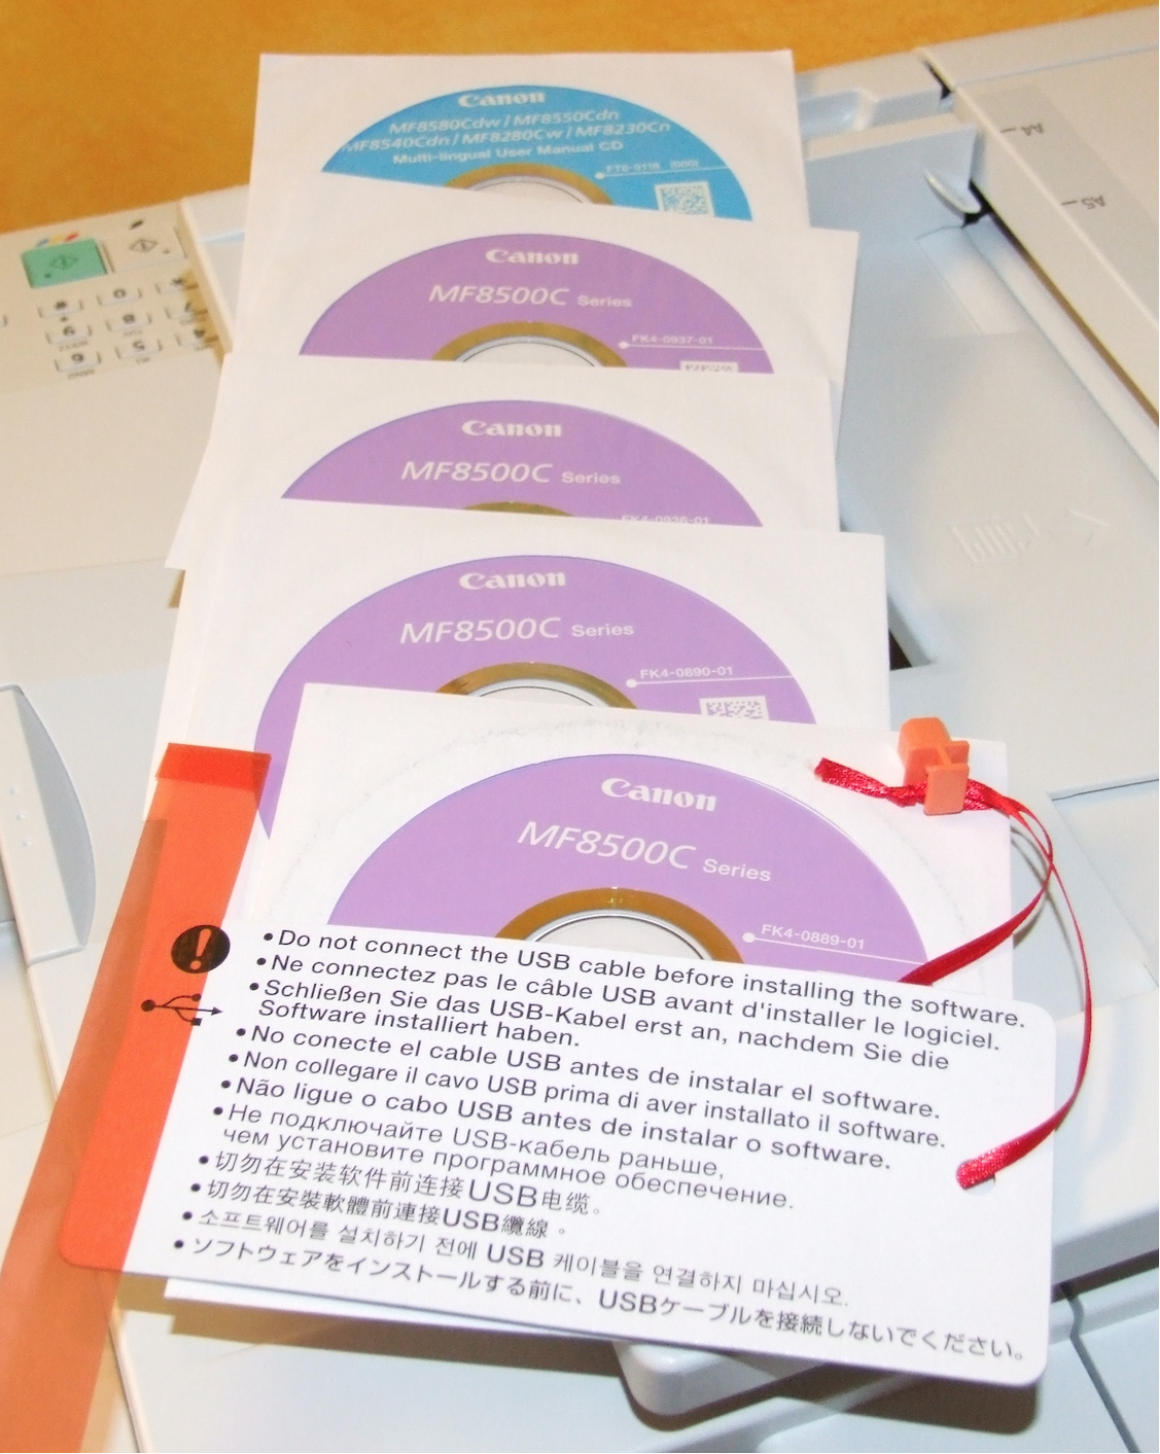 Canon
MF8580Cdw / MF8550Cdn
MF8540Cdn / MF8280Cw / MF8230Cn
Multi-lingual User Manual CD
FT6-0118 (000)
Canon
MF8500C Series
FK4-0937-01
Canon
MF8500C Series
FK4-0936-01
Canon
MF8500C Series
FK4-0890-01
Canon
MF8500C Series
FK4-0889-01
• Do not connect the USB cable before installing the software.
• Ne connectez pas le câble USB avant d'installer le logiciel.
• Schließen Sie das USB-Kabel erst an, nachdem Sie die
Software installiert haben.
• No conecte el cable USB antes de instalar el software.
• Non collegare il cavo USB prima di aver installato il software.
• Não ligue o cabo USB antes de instalar o software.
• Не подключайте USB-кабель раньше,
чем установите программное обеспечение.
• 切勿在安装软件前连接USB电缆。
• 切勿在安裝軟體前連接USB纜線。
• 소프트웨어를 설치하기 전에 USB 케이블을 연결하지 마십시오.
• ソフトウェアをインストールする前に、USBケーブルを接続しないでください。
A4
A5